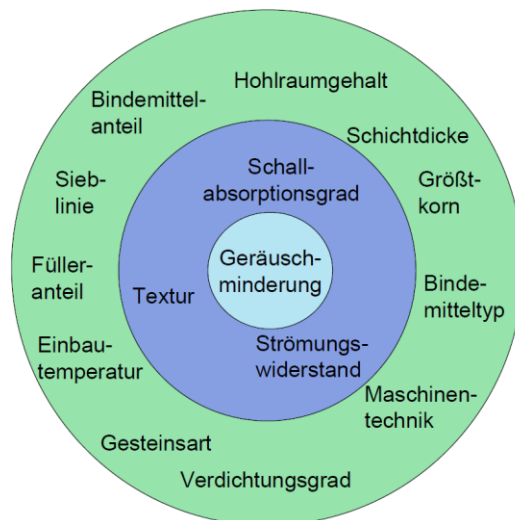 Hohlraumgehalt
Bindemittel-
anteil
Schichtdicke
Schall-
absorptionsgrad
Sieb-
linie
Größt-
korn
Geräusch-
minderung
Füller-
anteil
Textur
Binde-
mitteltyp
Einbau-
temperatur
Strömungs-
widerstand
Maschinen-
technik
Gesteinsart
Verdichtungsgrad